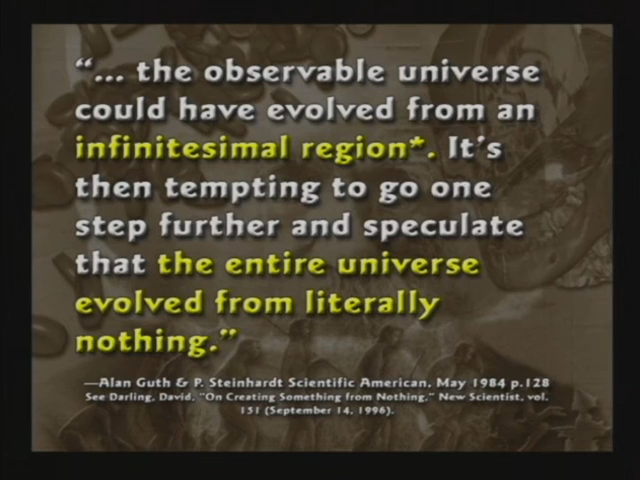 "... the observable universe
could have evolved from an
infinitesimal region*. It's
then tempting to go one
step further and speculate
that the entire universe
evolved from literally
nothing."
—Alan Guth & P. Steinhardt Scientific American, May 1984 p.128
See Darling, David, "On Creating Something from Nothing," New Scientist, vol.
151 (September 14, 1996).